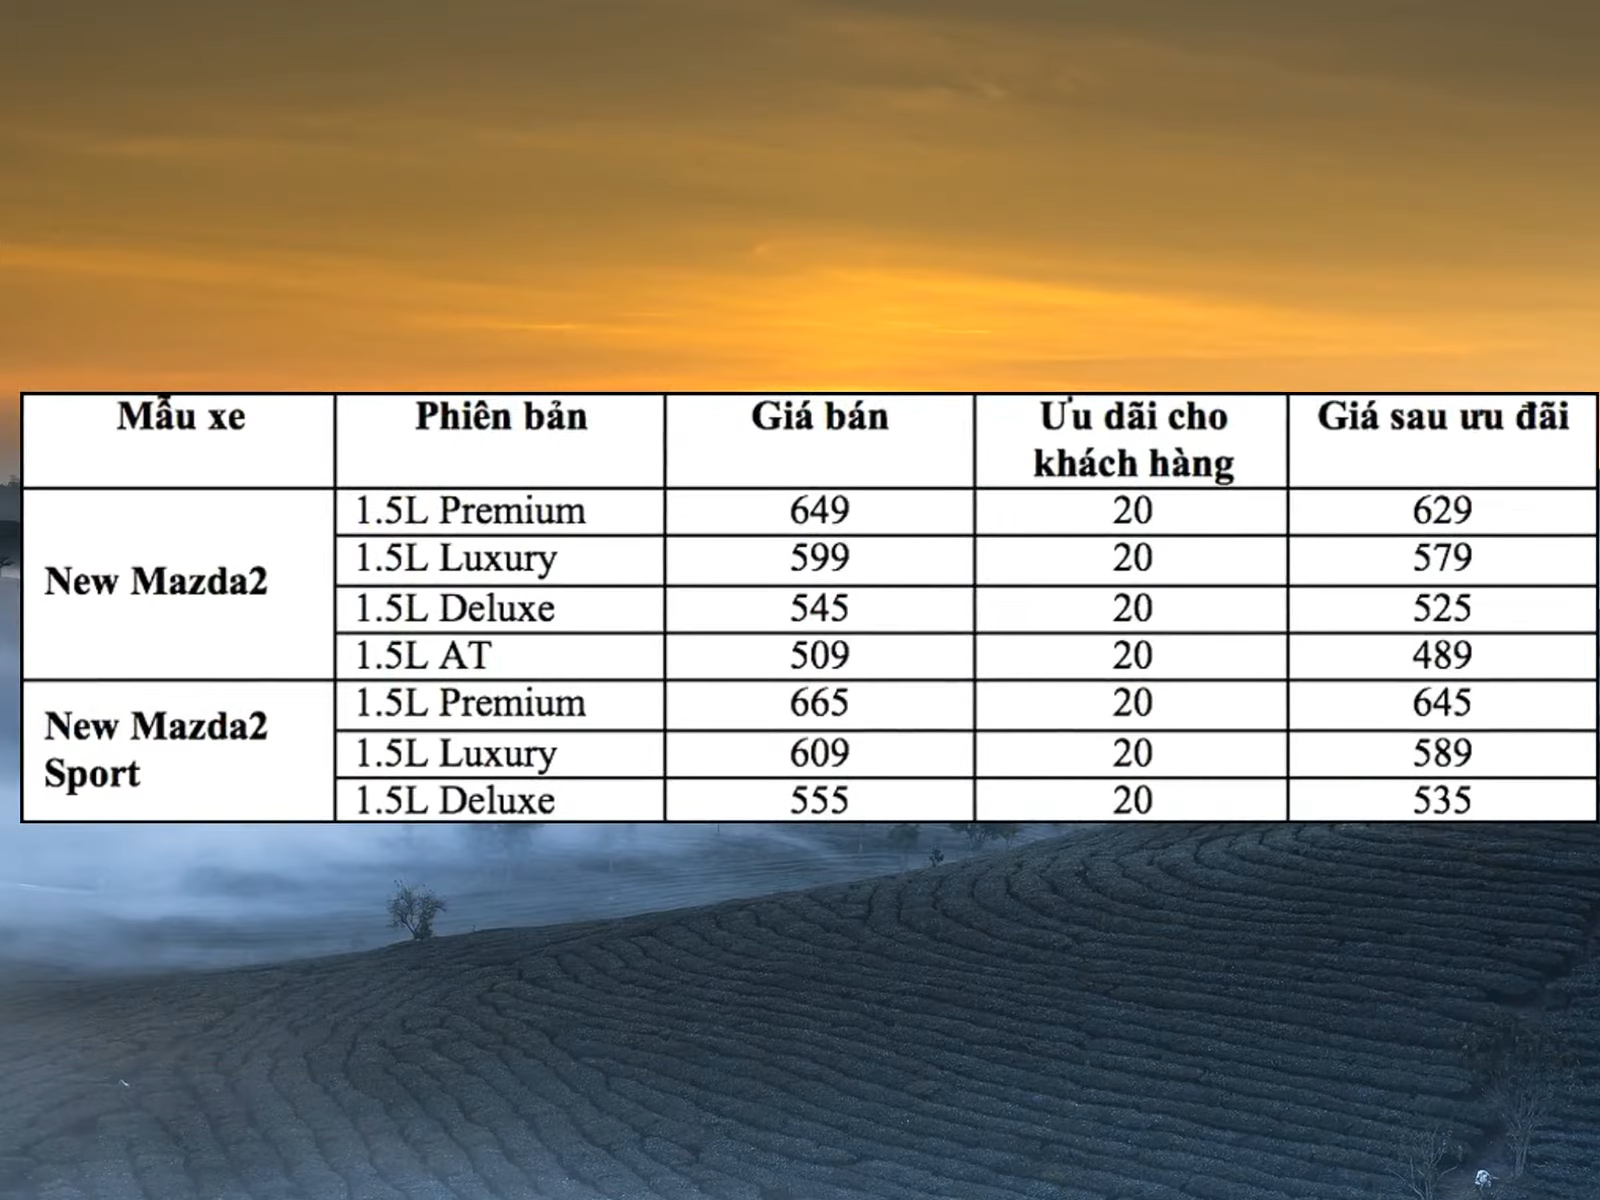 Mẫu xe Phiên bản Giá bán Ưu dãi cho khách hàng Giá sau ưu đãi
New Mazda2 1.5L Premium 649 20 629
1.5L Luxury 599 20 579
1.5L Deluxe 545 20 525
1.5L AT 509 20 489
New Mazda2 Sport 1.5L Premium 665 20 645
1.5L Luxury 609 20 589
1.5L Deluxe 555 20 535